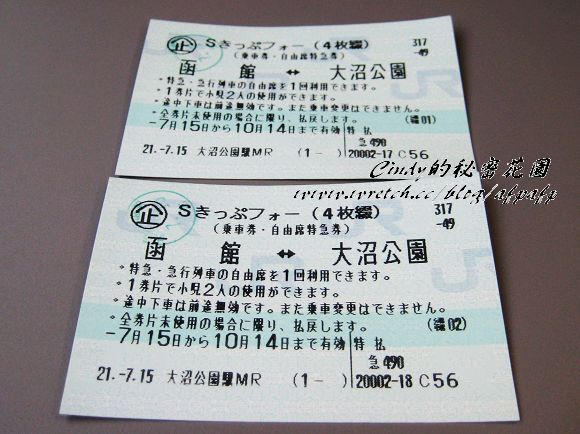 企 Sきっぷフォー(4枚綴) 317
(乗車券・自由席特急券) -49
函館 ↔ 大沼公園
*特急・急行列車の自由席を1回利用できます。
*1券片で小児2人の使用ができます。
*途中下車は前途無効です。また乗車変更はできません。
*全券片未使用の場合に限り、払戻します。 (綴01)
-7月15日から10月14日まで有効 特払
急490
21.-7.15 大沼公園駅MR (1-) 20002-17 C56
Cindy的秘密花園
www.wretch.cc/blog/afpafp
企 Sきっぷフォー(4枚綴) 317
(乗車券・自由席特急券) -49
函館 ↔ 大沼公園
*特急・急行列車の自由席を1回利用できます。
*1券片で小児2人の使用ができます。
*途中下車は前途無効です。また乗車変更はできません。
*全券片未使用の場合に限り、払戻します。 (綴02)
-7月15日から10月14日まで有効 特払
急490
21.-7.15 大沼公園駅MR (1-) 20002-18 C56